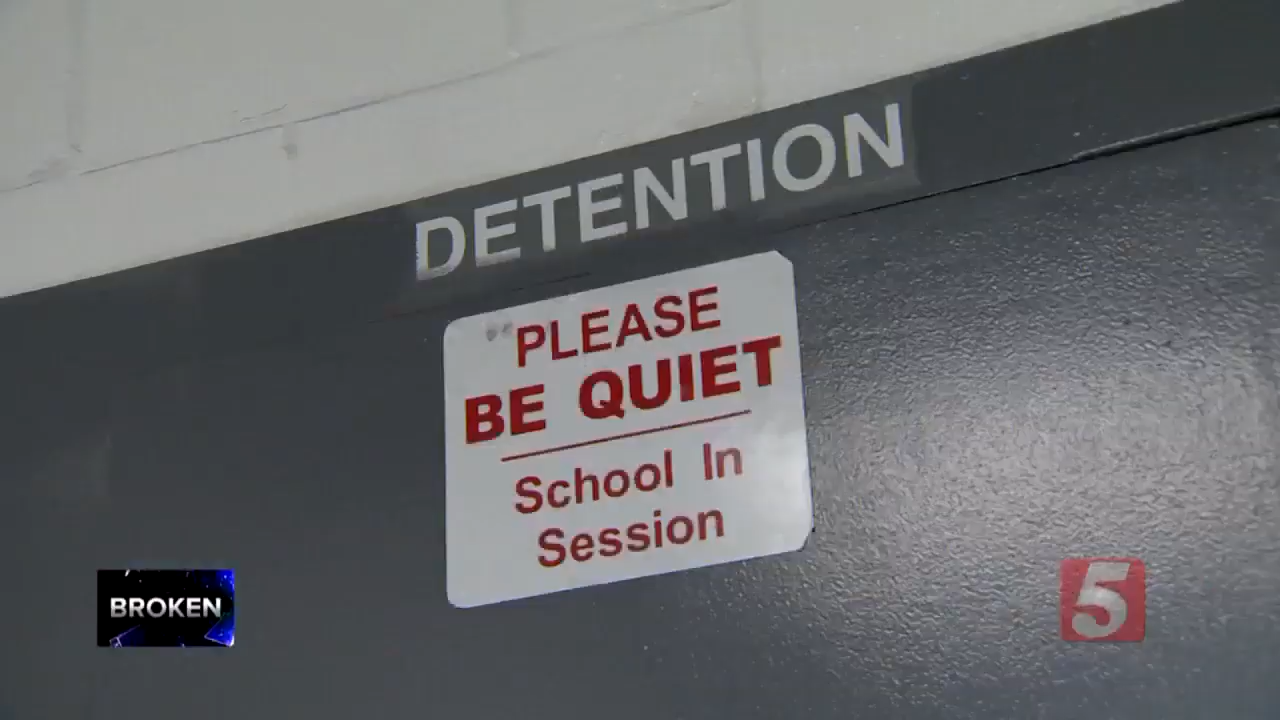 DETENTION
PLEASE
BE QUIET
School In
Session
BROKEN
5